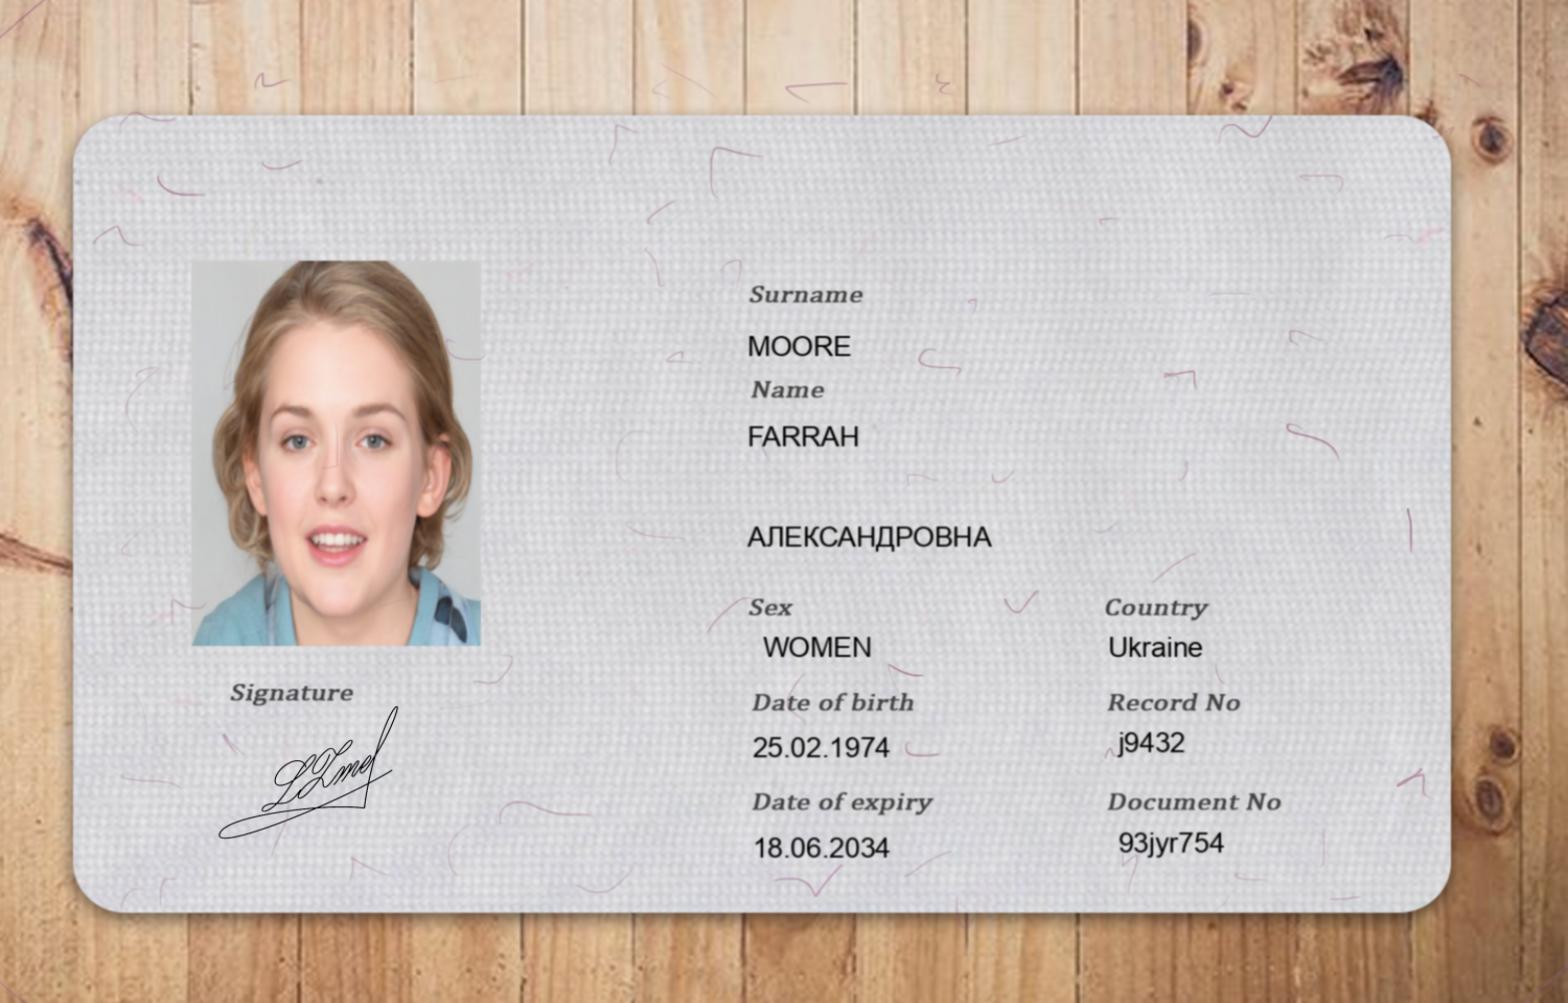 Surname
MOORE
Name
FARRAH
АЛЕКСАНДРОВНА
Sex
Country
WOMEN
Ukraine
Date of birth
Record No
25.02.1974
j9432
Date of expiry
Document No
18.06.2034
93jyr754
Signature